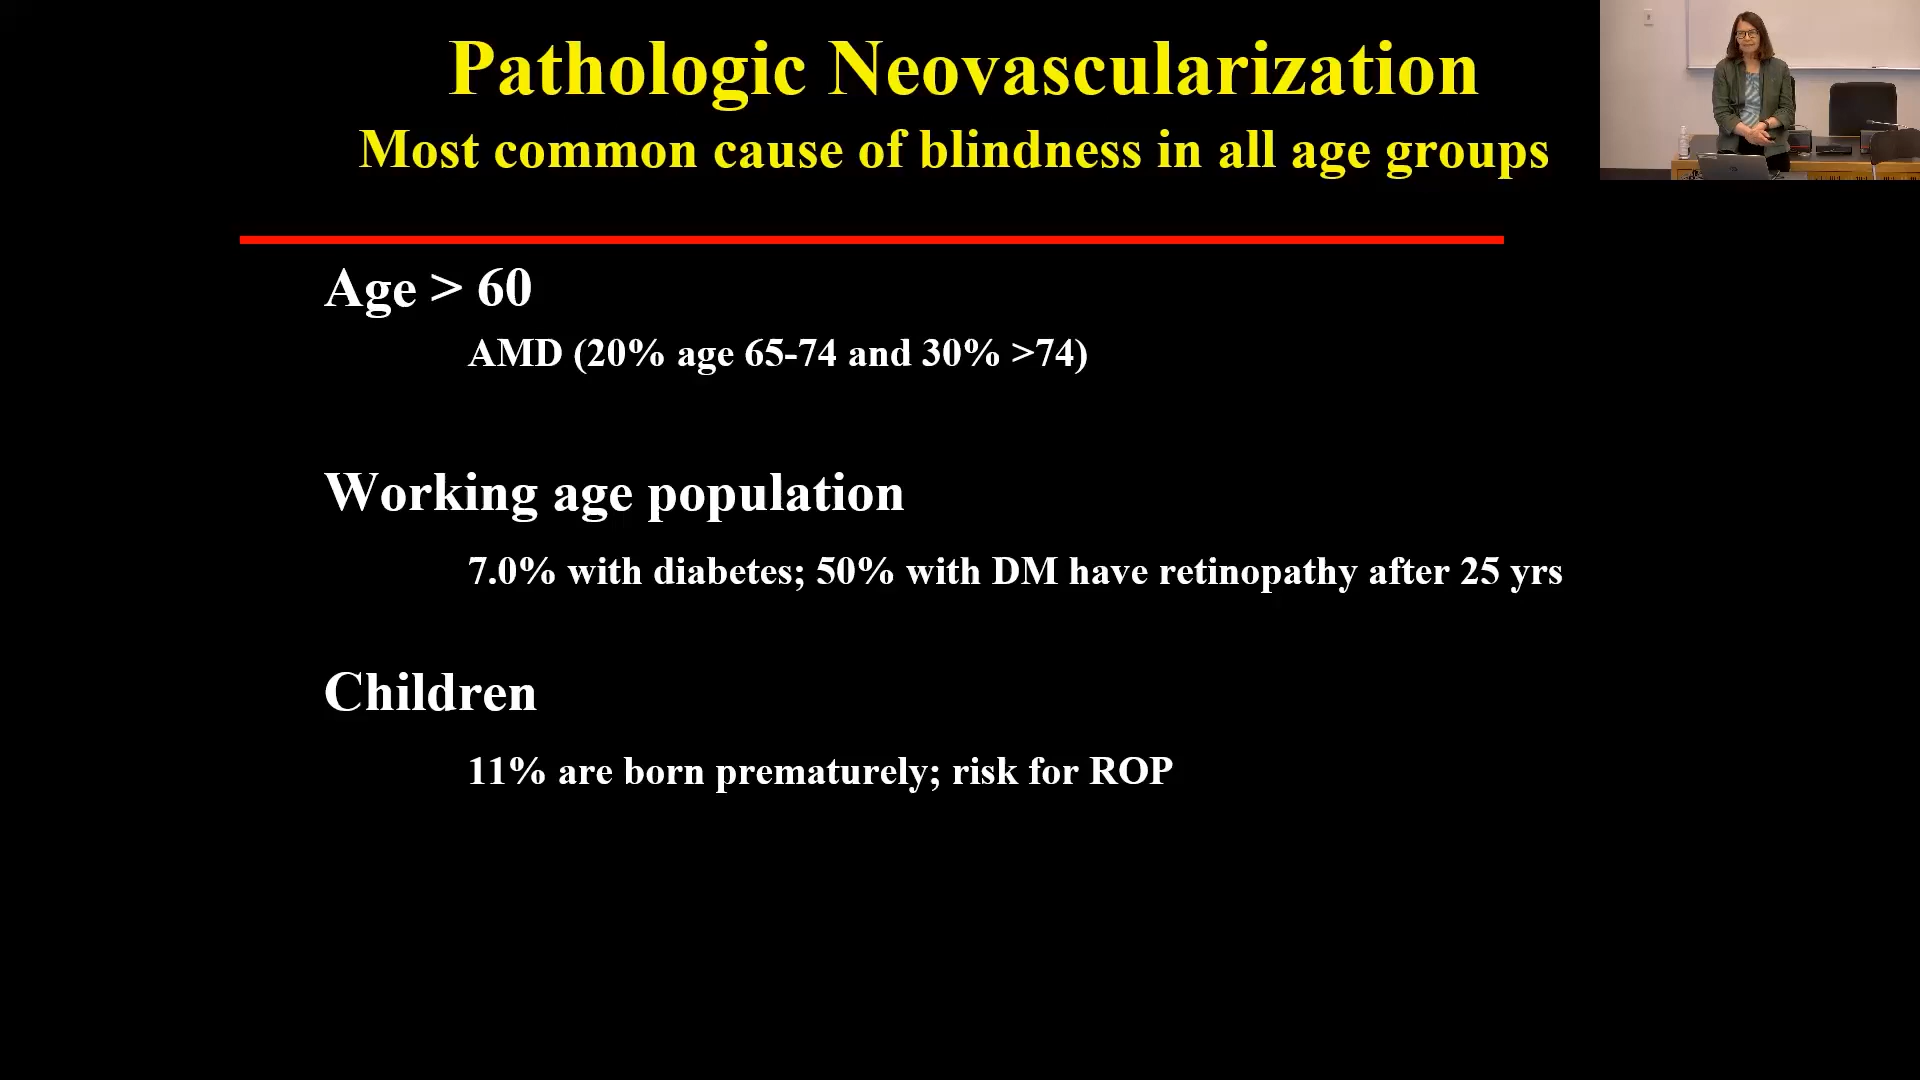 Pathologic Neovascularization
Most common cause of blindness in all age groups
Age > 60
AMD (20% age 65-74 and 30% >74)
Working age population
7.0% with diabetes; 50% with DM have retinopathy after 25 yrs
Children
11% are born prematurely; risk for ROP